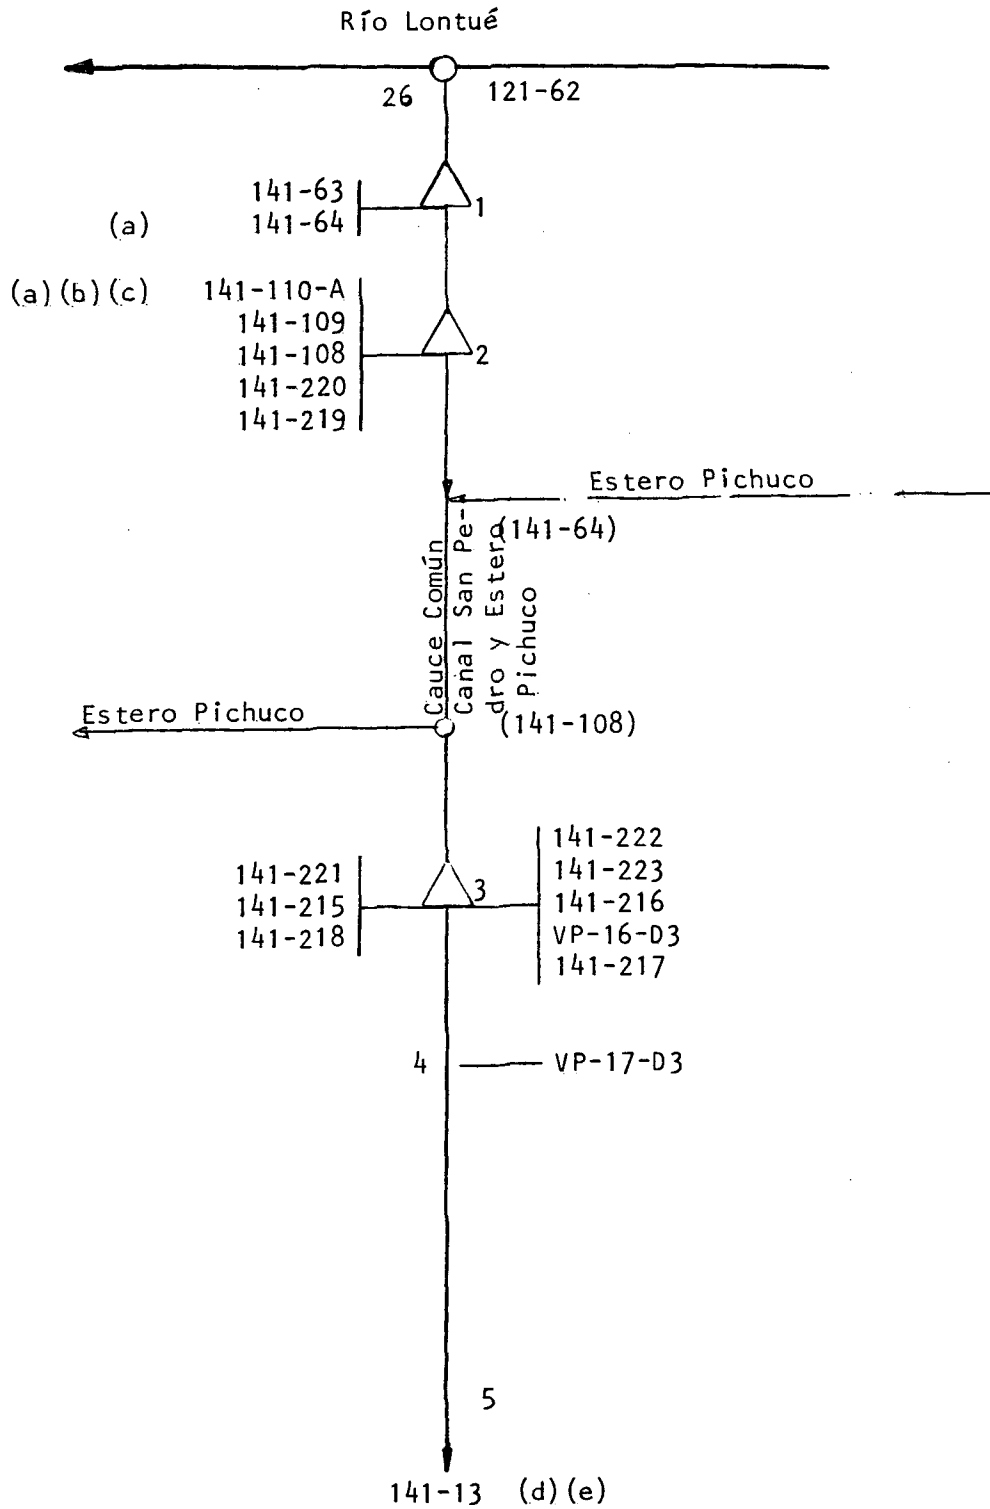 Río Lontué
26
121-62
141-63
(a) 141-64
1
(a)(b)(c) 141-110-A
141-109
141-108
141-220
141-219
2
Estero Pichuco
(141-64)
Cauce Común
Canal San Pe-
dro y Estero
Pichuco
Estero Pichuco
(141-108)
141-221
141-215
141-218
3
141-222
141-223
141-216
VP-16-D3
141-217
4
VP-17-D3
5
141-13 (d)(e)